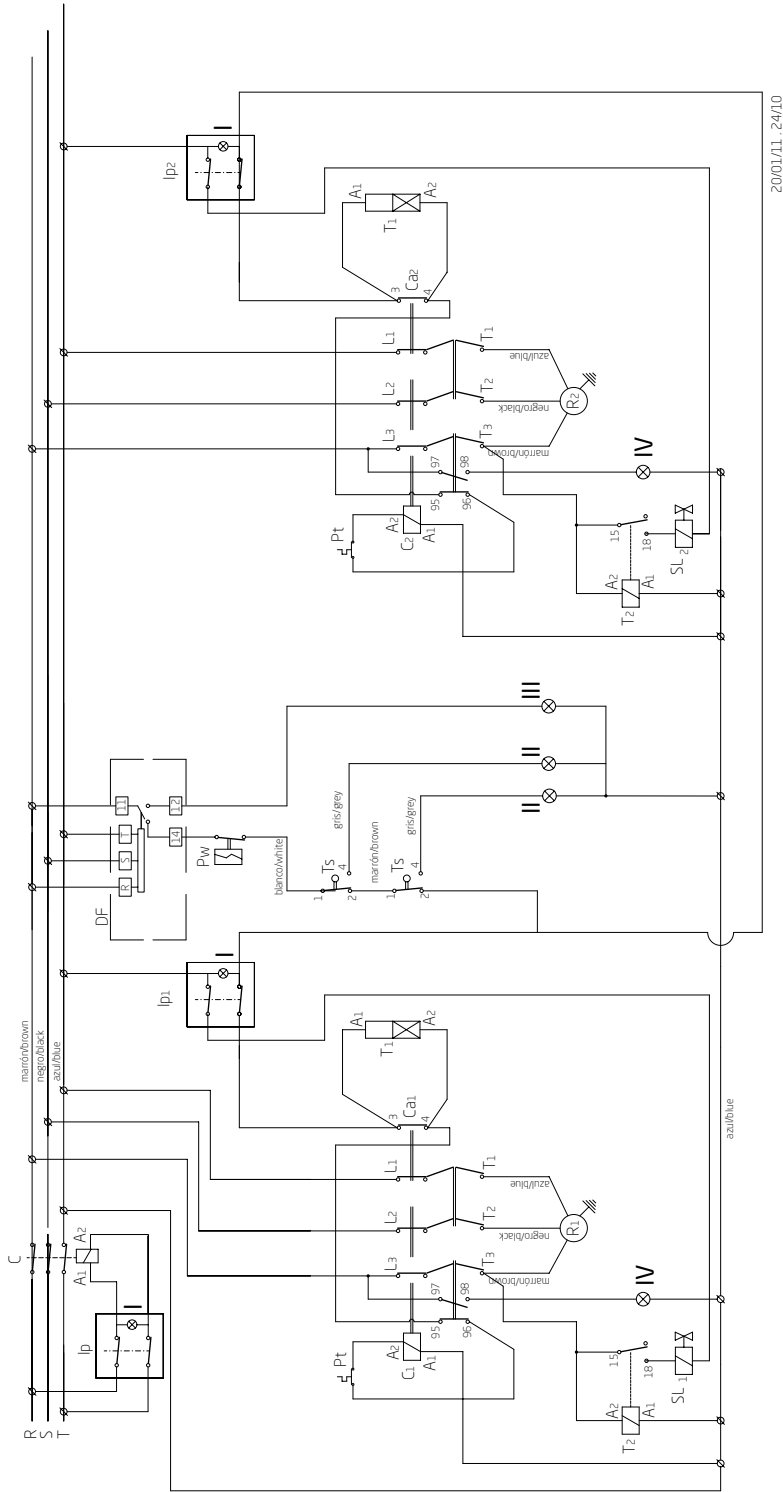 R
S
T
Ip
I
A1
A2
C
marrón/brown
negro/black
azul/blue
Ip1
I
DF
R
S
T
11
14
12
Pw
Ip2
I
blanco/white
1
Ts
2
4
gris/grey
marrón/brown
1
Ts
2
4
gris/grey
II
II
III
Pt
A2
C1
A1
95
96
97
98
L3
L2
L1
3
4
Ca1
T3
T2
T1
marrón/brown
negro/black
azul/blue
R1
A1
T1
A2
IV
A2
T2
A1
15
18
SL 1
azul/blue
Pt
A2
C2
A1
95
96
97
98
L3
L2
L1
3
4
Ca2
T3
T2
T1
marrón/brown
negro/black
azul/blue
R2
A1
T1
A2
IV
A2
T2
A1
15
18
SL 2
20/01/11 . 24/10